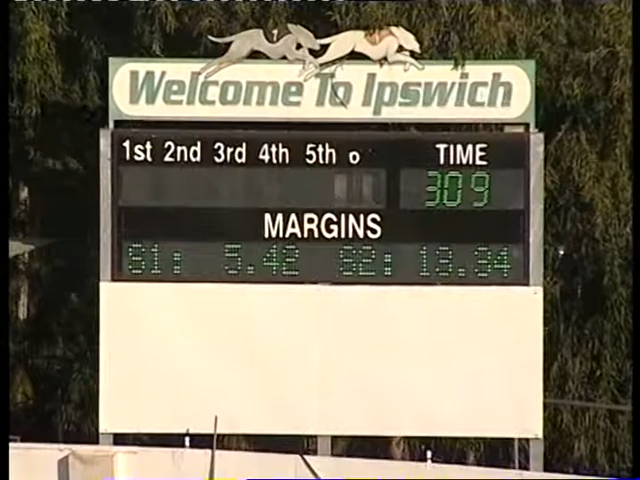 Welcome To Ipswich
1st 2nd 3rd 4th 5th o TIME
309
MARGINS
S1: 5.42 S2: 18.34